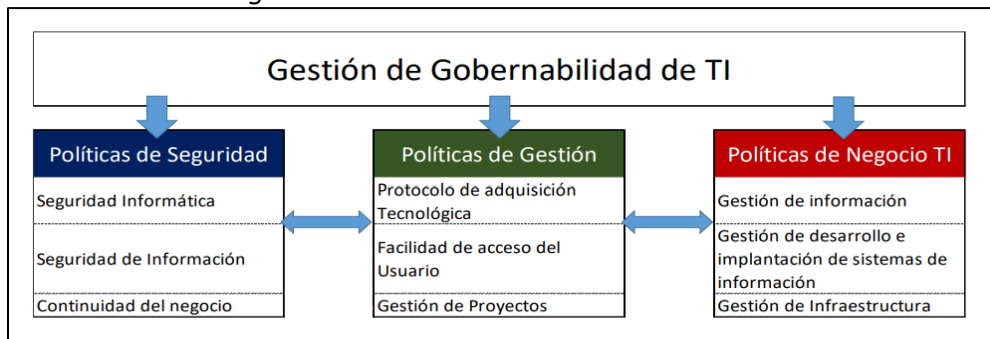 Gestión de Gobernabilidad de TI
Políticas de Seguridad
Seguridad Informática
Seguridad de Información
Continuidad del negocio
Políticas de Gestión
Protocolo de adquisición
Tecnológica
Facilidad de acceso del
Usuario
Gestión de Proyectos
Políticas de Negocio TI
Gestión de información
Gestión de desarrollo e
implantación de sistemas de
información
Gestión de Infraestructura